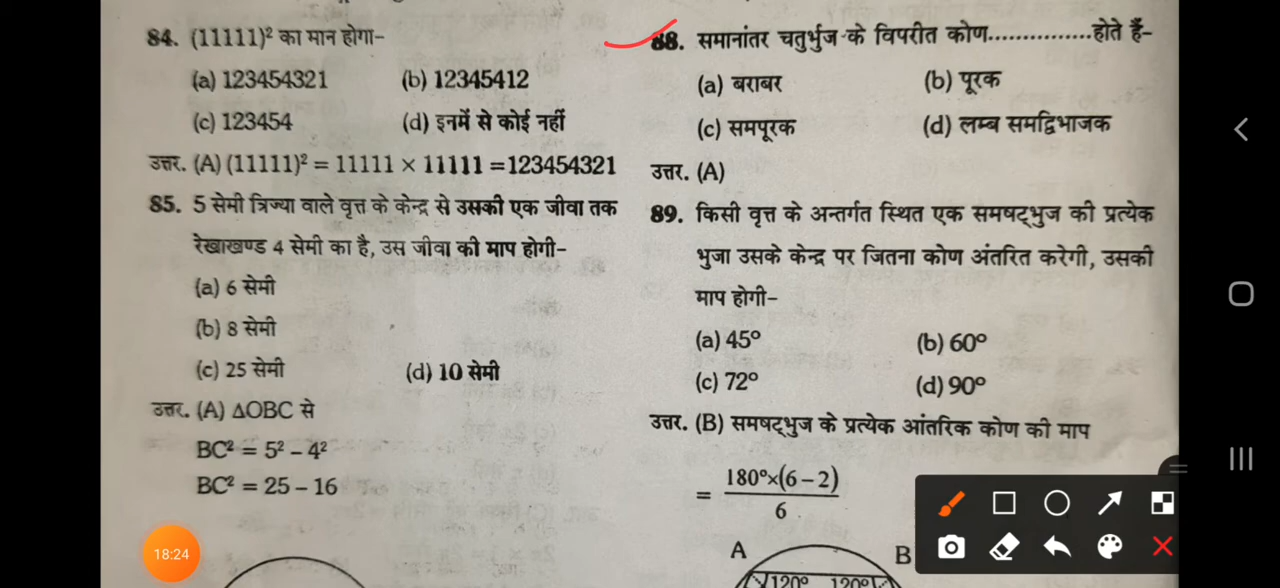 84. (11111)² का मान होगा–
(a) 123454321 (b) 12345412
(c) 123454 (d) इनमें से कोई नहीं
उत्तर. (A) (11111)² = 11111 × 11111 =123454321
85. 5 सेमी त्रिज्या वाले वृत्त के केन्द्र से उसकी एक जीवा तक
रेखाखण्ड 4 सेमी का है, उस जीवा की माप होगी–
(a) 6 सेमी
(b) 8 सेमी
(c) 25 सेमी (d) 10 सेमी
उत्तर. (A) ΔOBC से
BC² = 5² – 4²
BC² = 25 – 16
18:24
88. समानांतर चतुर्भुज के विपरीत कोण...............होते हैं–
(a) बराबर (b) पूरक
(c) समपूरक (d) लम्ब समद्विभाजक
उत्तर. (A)
89. किसी वृत्त के अन्तर्गत स्थित एक समषट्भुज की प्रत्येक
भुजा उसके केन्द्र पर जितना कोण अंतरित करेगी, उसकी
माप होगी–
(a) 45° (b) 60°
(c) 72° (d) 90°
उत्तर. (B) समषट्भुज के प्रत्येक आंतरिक कोण की माप
= 180°×(6 – 2)
6
A B
120° 120°